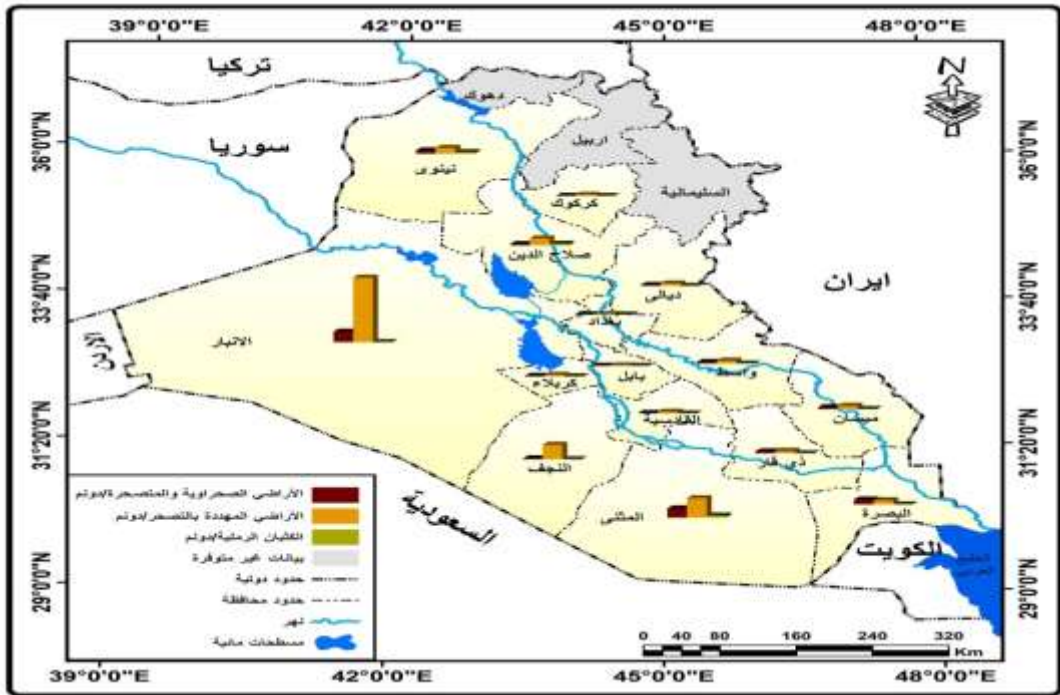 39°0'0"E 42°0'0"E 45°0'0"E 48°0'0"E
N
تركيا
دهوك
36°0'0"N
سوريا
اربيل
36°0'0"N
نينوى
السليمانية
كركوك
صلاح الدين
33°40'0"N
ايران
ديالى
33°40'0"N
بغداد
الانبار
الاردن
واسط
بابل
كربلاء
ميسان
القادسية
31°20'0"N
ذي قار
النجف
31°20'0"N
البصرة
المثنى
السعودية
الكويت
الخليج
العربي
29°0'0"N
29°0'0"N
الأراضي الصحراوية والمتصحرة/دونم
الأراضي المهددة بالتصحر/دونم
الكثبان الرملية/دونم
بيانات غير متوفرة
حدود دولية
حدود محافظة
نهر
مسطحات مائية
0 40 80 160 240 320
Km
39°0'0"E 42°0'0"E 45°0'0"E 48°0'0"E